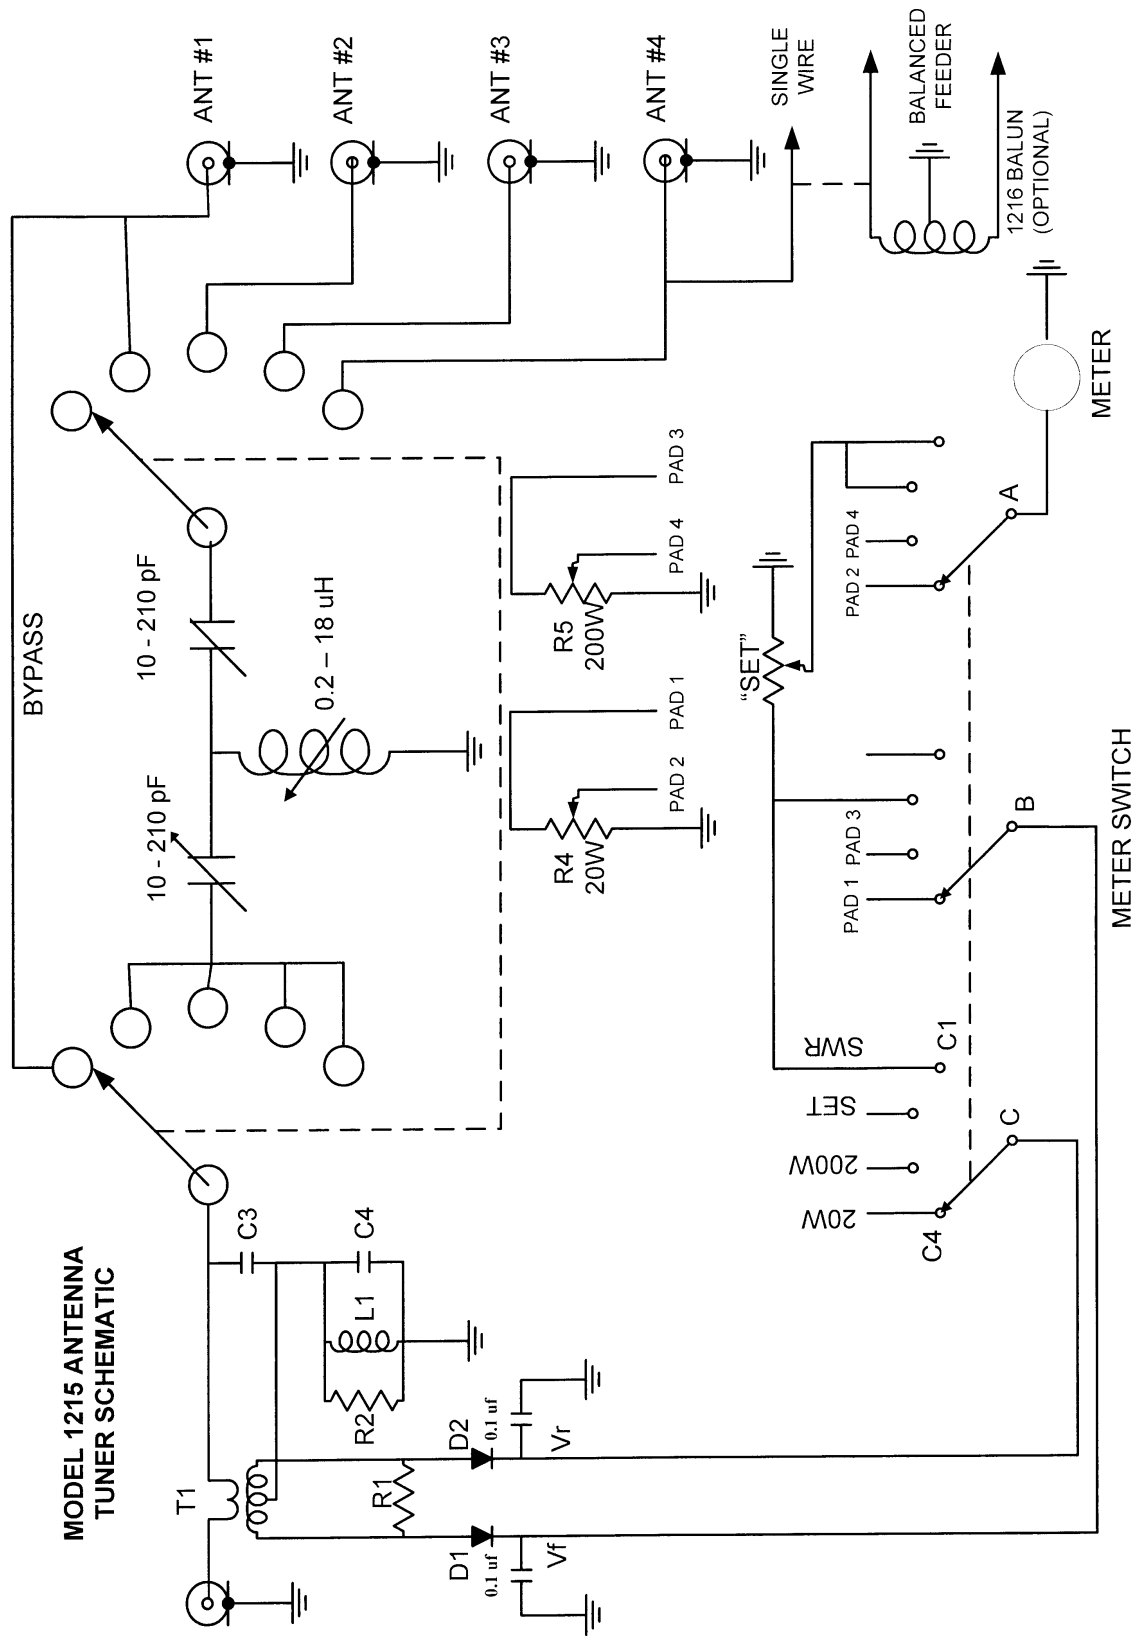 MODEL 1215 ANTENNA
TUNER SCHEMATIC
BYPASS
T1
C3
C4
L1
R2
R1
D1
D2
0.1 uf
0.1 uf
Vf
Vr
10 - 210 pF
10 - 210 pF
0.2 – 18 uH
ANT #1
ANT #2
ANT #3
ANT #4
SINGLE
WIRE
BALANCED
FEEDER
1216 BALUN
(OPTIONAL)
R4
20W
PAD 2
PAD 1
R5
200W
PAD 4
PAD 3
"SET"
20W
200W
SET
SWR
C4
C1
C
PAD 1
PAD 3
B
PAD 2
PAD 4
A
METER
METER SWITCH